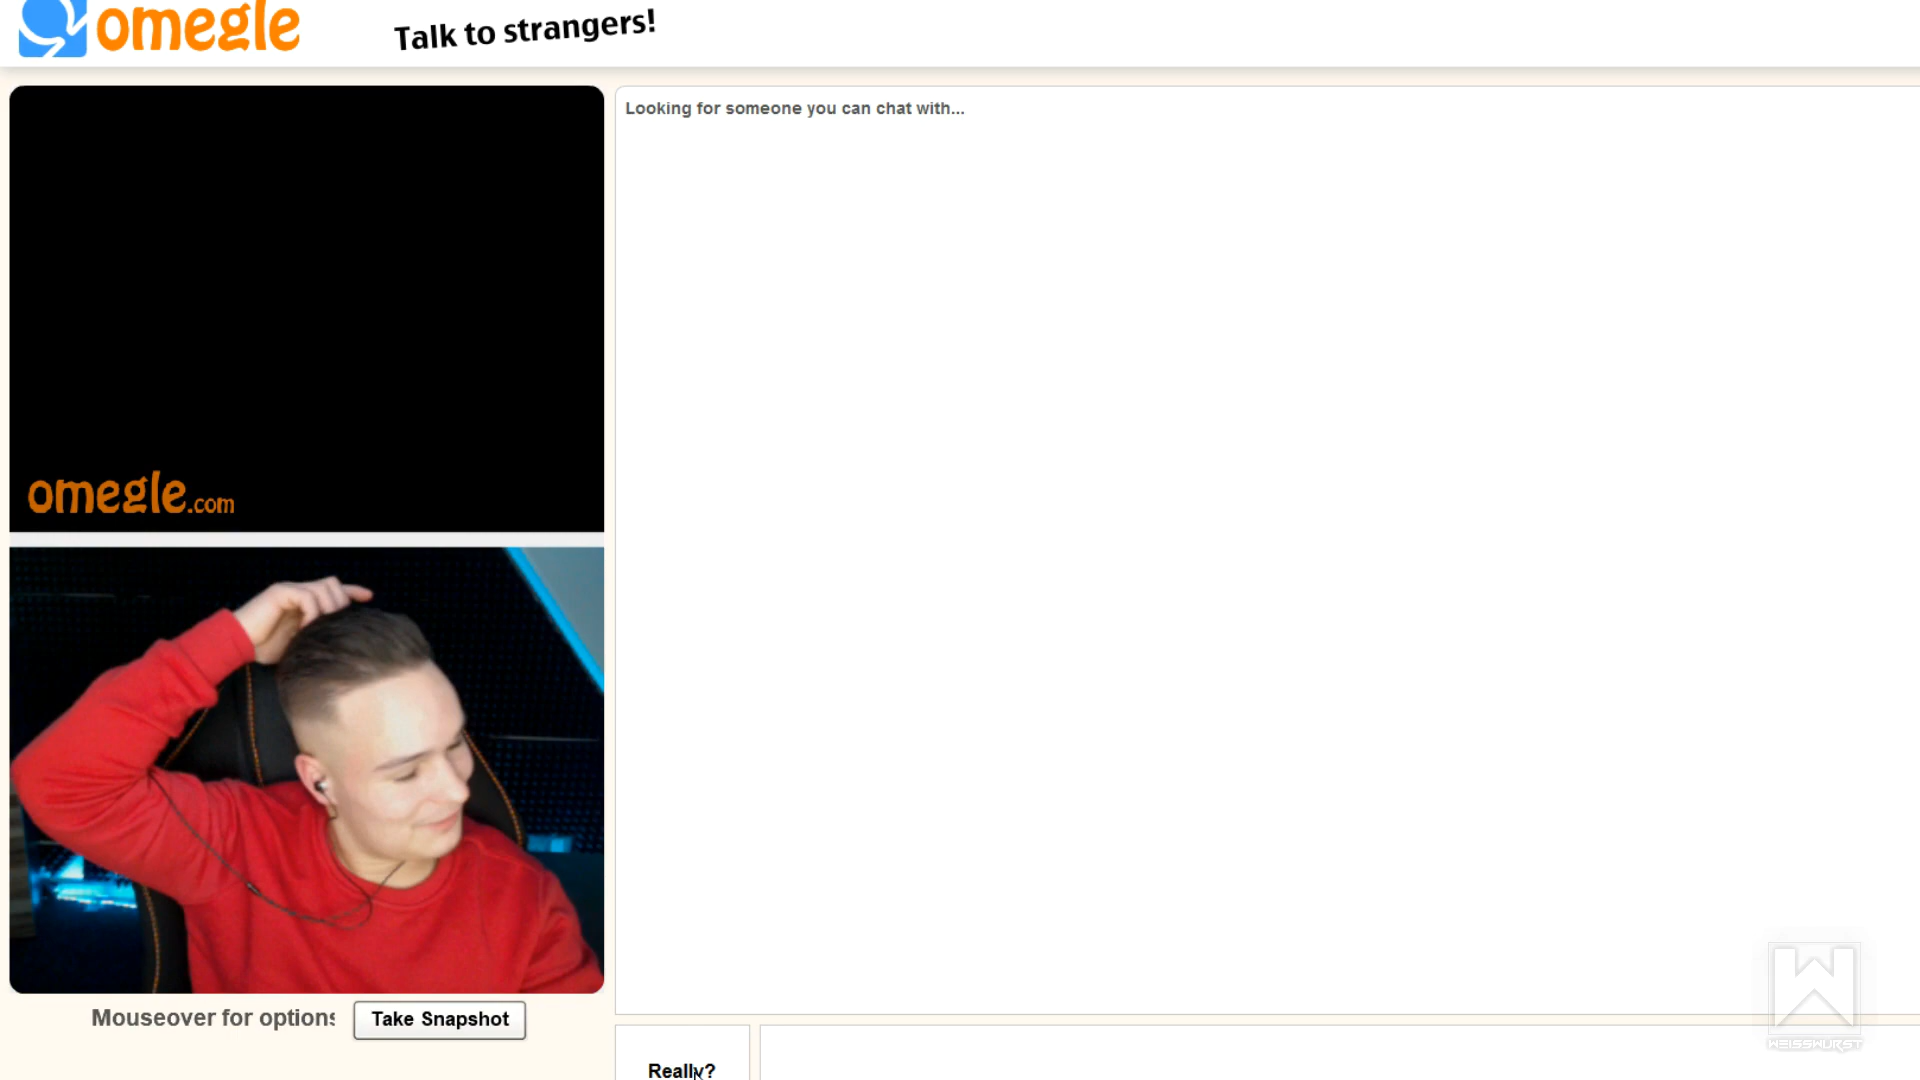 omegle
Talk to strangers!
Looking for someone you can chat with...
omegle.com
Mouseover for options
Take Snapshot
Really?
WEISSWURST